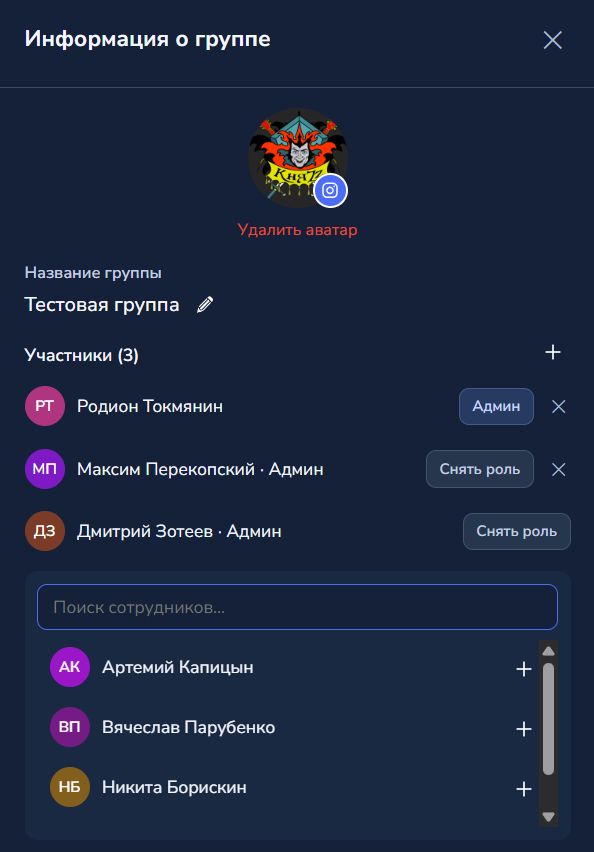 Информация о группе
КняZz
Удалить аватар
Название группы
Тестовая группа
Участники (3)
РТ Родион Токмянин Админ
МП Максим Перекопский · Админ Снять роль
ДЗ Дмитрий Зотеев · Админ Снять роль
Поиск сотрудников...
АК Артемий Капицын
ВП Вячеслав Парубенко
НБ Никита Борискин